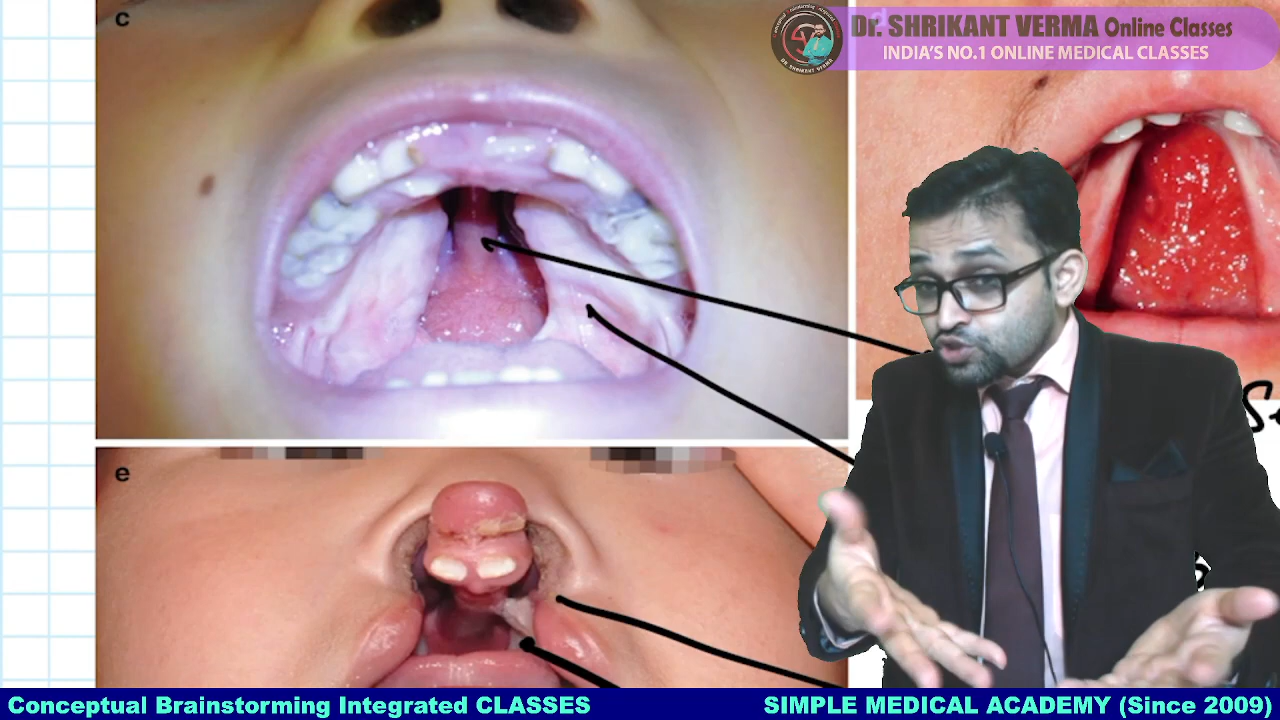 c
DR. SHRIKANT VERMA Online Classes
INDIA'S NO.1 ONLINE MEDICAL CLASSES
e
Conceptual Brainstorming Integrated CLASSES
SIMPLE MEDICAL ACADEMY (Since 2009)